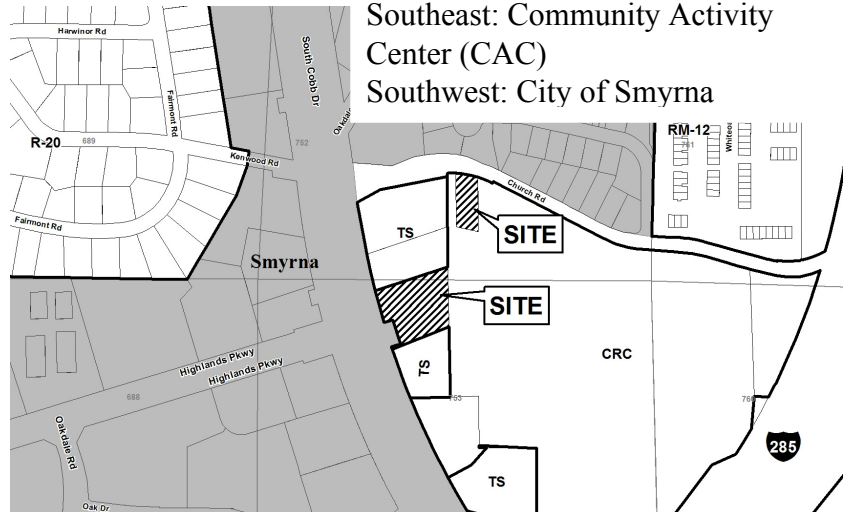 Southeast: Community Activity
Center (CAC)
Southwest: City of Smyrna
Harwinor Rd
Fairmont Rd
South Cobb Dr
R-20
689
752
Kenwood Rd
RM-12
761
Fairmont Rd
Church Rd
TS
SITE
Smyrna
SITE
Highlands Pkwy
Highlands Pkwy
CRC
TS
688
753
Oakdale Rd
285
TS
Oak Dr